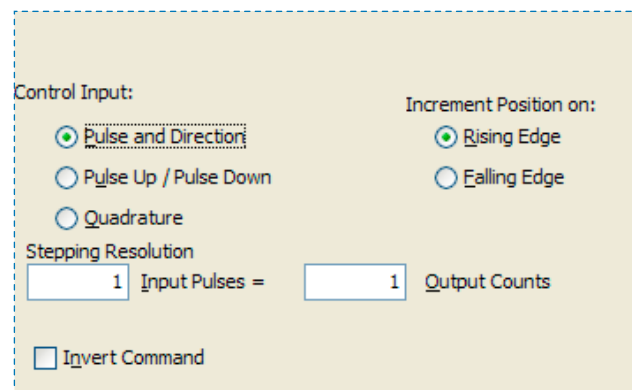 Control Input:
Increment Position on:
Pulse and Direction
Rising Edge
Pulse Up / Pulse Down
Falling Edge
Quadrature
Stepping Resolution
1 Input Pulses = 1 Output Counts
Invert Command